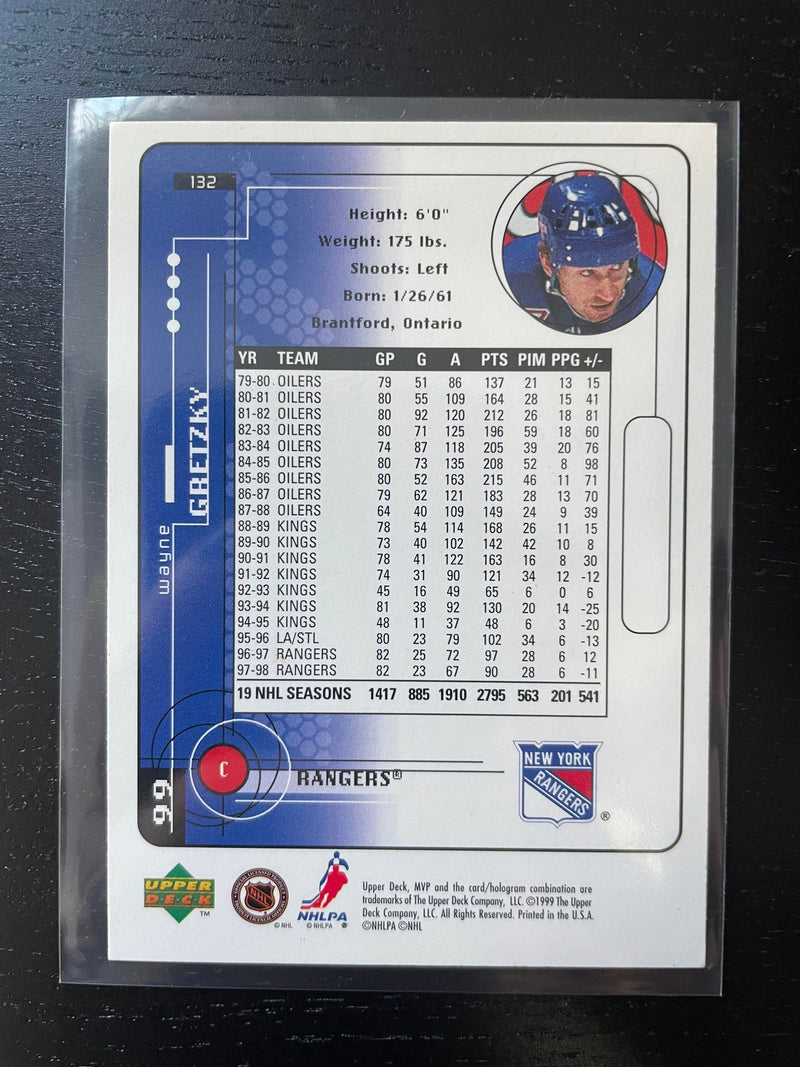 132
Height: 6'0"
Weight: 175 lbs.
Shoots: Left
Born: 1/26/61
Brantford, Ontario
wayne GRETZKY
YR TEAM GP G A PTS PIM PPG +/-
79-80 OILERS 79 51 86 137 21 13 15
80-81 OILERS 80 55 109 164 28 15 41
81-82 OILERS 80 92 120 212 26 18 81
82-83 OILERS 80 71 125 196 59 18 60
83-84 OILERS 74 87 118 205 39 20 76
84-85 OILERS 80 73 135 208 52 8 98
85-86 OILERS 80 52 163 215 46 11 71
86-87 OILERS 79 62 121 183 28 13 70
87-88 OILERS 64 40 109 149 24 9 39
88-89 KINGS 78 54 114 168 26 11 15
89-90 KINGS 73 40 102 142 42 10 8
90-91 KINGS 78 41 122 163 16 8 30
91-92 KINGS 74 31 90 121 34 12 -12
92-93 KINGS 45 16 49 65 6 0 6
93-94 KINGS 81 38 92 130 20 14 -25
94-95 KINGS 48 11 37 48 6 3 -20
95-96 LA/STL 80 23 79 102 34 6 -13
96-97 RANGERS 82 25 72 97 28 6 12
97-98 RANGERS 82 23 67 90 28 6 -11
19 NHL SEASONS 1417 885 1910 2795 563 201 541
99
C
RANGERS®
NEW YORK
RANGERS
®
UPPER
DECK
™
NHL
© NHL
NHLPA
© NHLPA ®
Upper Deck, MVP and the card/hologram combination are
trademarks of The Upper Deck Company, LLC. ©1999 The Upper
Deck Company, LLC. All Rights Reserved. Printed in the U.S.A.
©NHLPA ©NHL